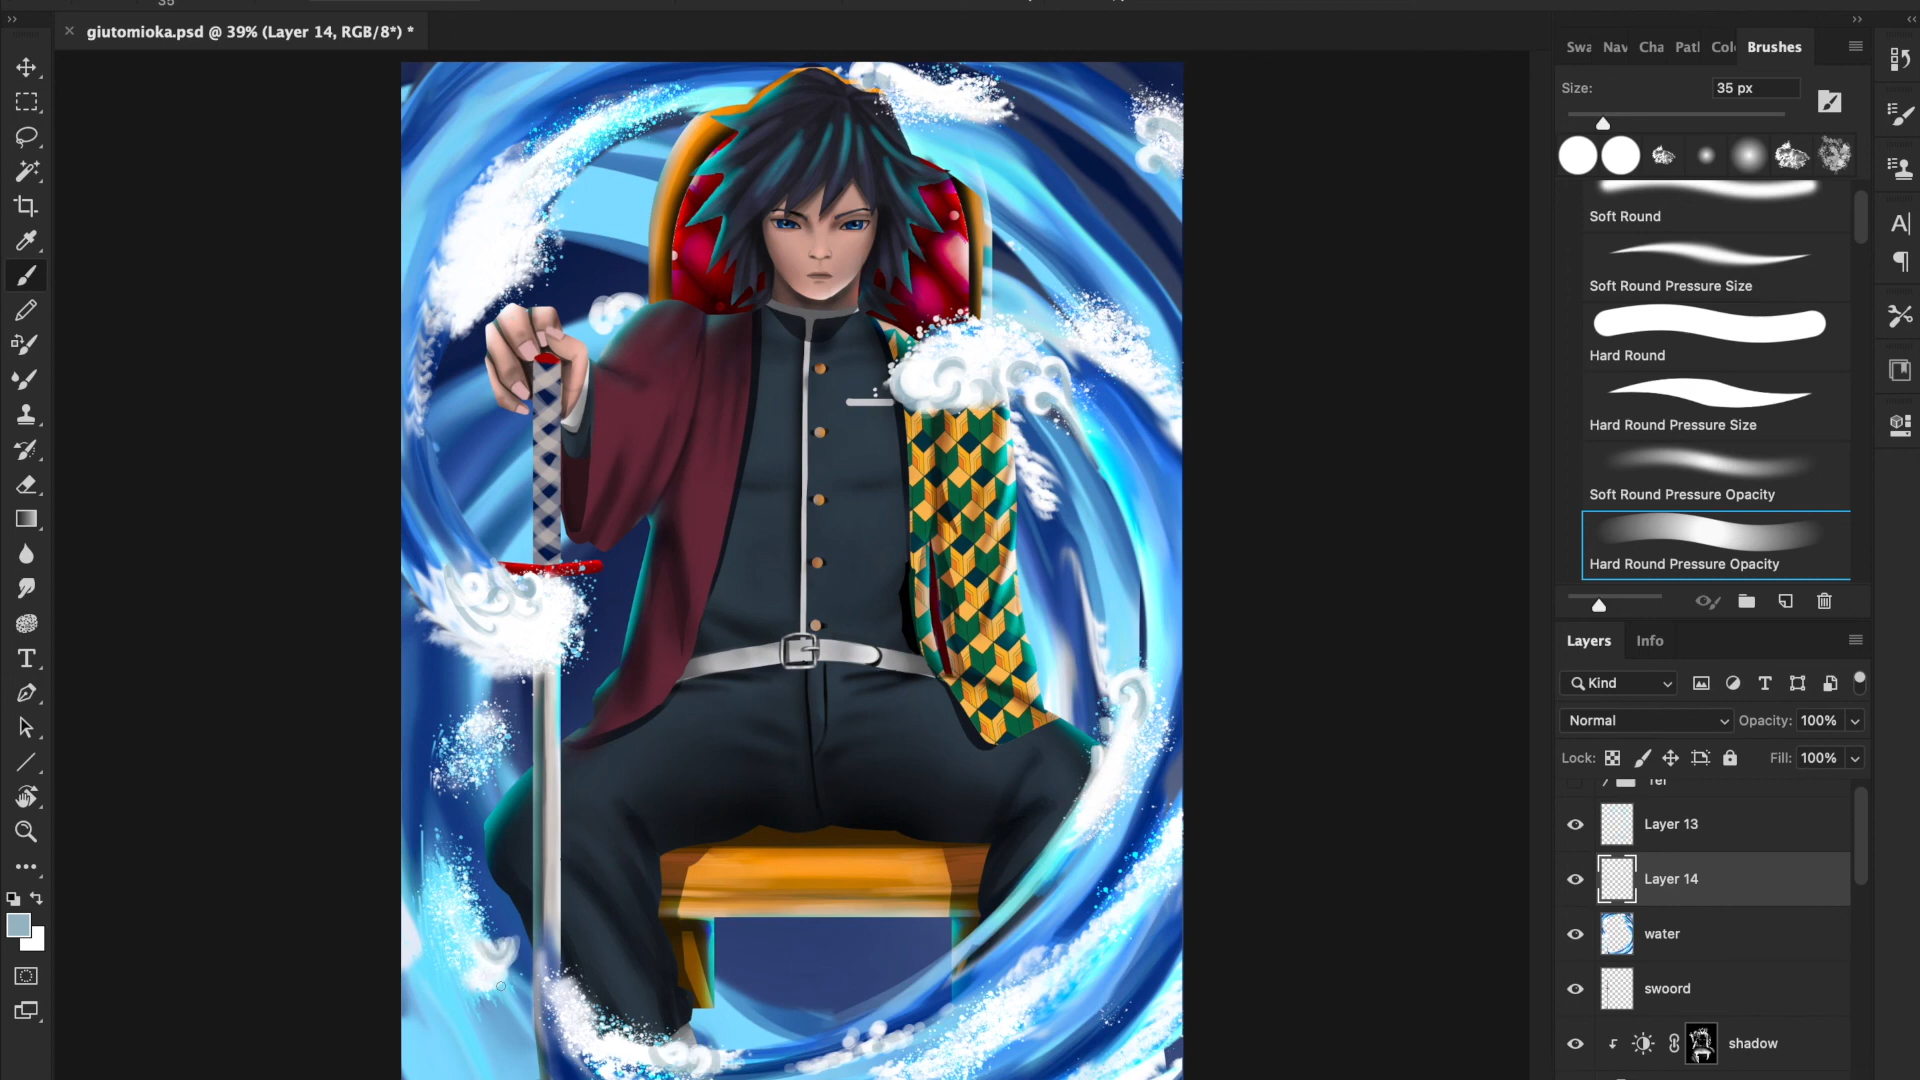 35
giutomioka.psd @ 39% (Layer 14, RGB/8*) *
Swa Nav Cha Patl Colo Brushes
Size: 35 px
Soft Round
Soft Round Pressure Size
Hard Round
Hard Round Pressure Size
Soft Round Pressure Opacity
Hard Round Pressure Opacity
Layers Info
Kind
Normal Opacity: 100%
Lock: Fill: 100%
Layer 13
Layer 14
water
swoord
shadow